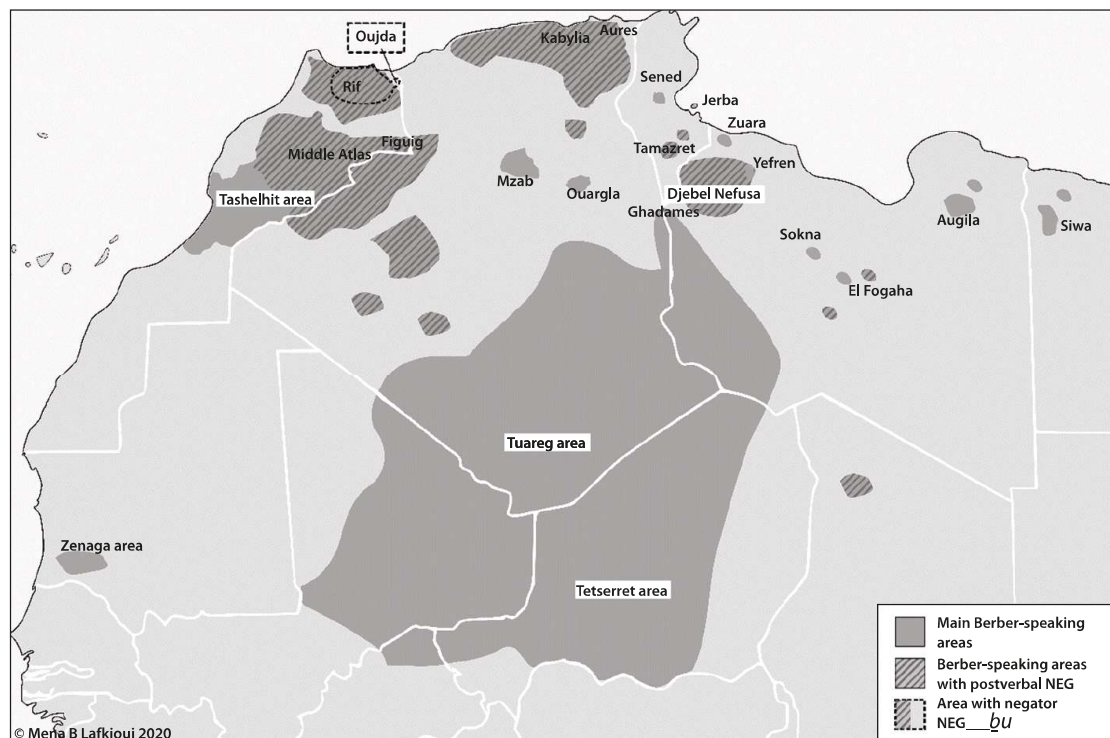 Oujda
Kabylia
Aures
Rif
Sened
Jerba
Zuara
Tamazret
Figuig
Middle Atlas
Yefren
Mzab
Ouargla
Tashelhit area
Djebel Nefusa
Ghadames
Augila
Siwa
Sokna
El Fogaha
Tuareg area
Zenaga area
Tetserret area
Main Berber-speaking
areas
Berber-speaking areas
with postverbal NEG
Area with negator
NEG__ḇu
© Mena B Lafkioui 2020